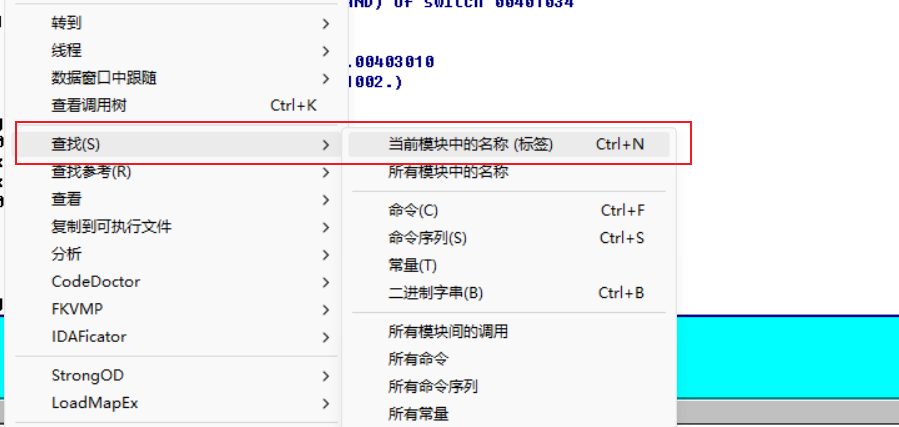 AND) of switch 00401034
转到
线程
.00403010
数据窗口中跟随
1002.)
查看调用树 Ctrl+K
查找(S)
当前模块中的名称 (标签) Ctrl+N
查找参考(R)
所有模块中的名称
查看
命令(C) Ctrl+F
复制到可执行文件
命令序列(S) Ctrl+S
分析
常量(T)
CodeDoctor
二进制字串(B) Ctrl+B
FKVMP
所有模块间的调用
IDAFicator
所有命令
StrongOD
所有命令序列
LoadMapEx
所有常量